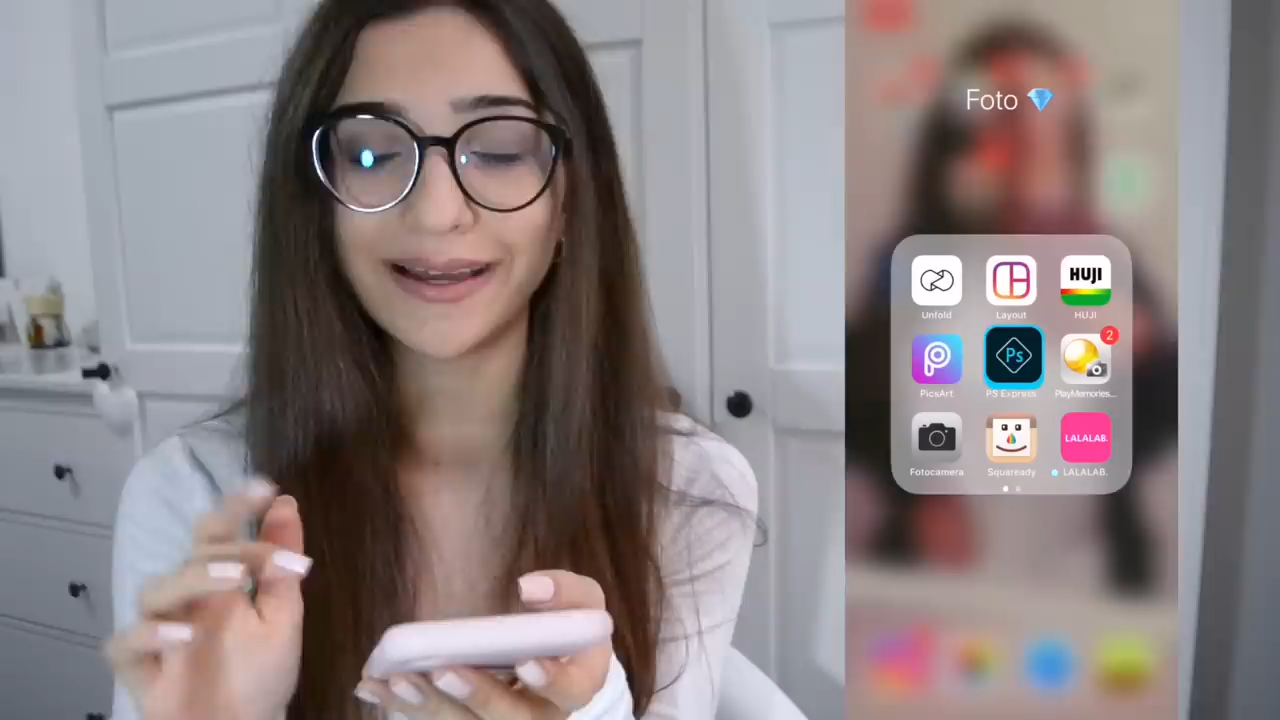 Foto 💎
Unfold
Layout
HUJI
HUJI
PicsArt
Ps
PS Express
2
PlayMemories...
Fotocamera
Squaready
LALALAB.
LALALAB.